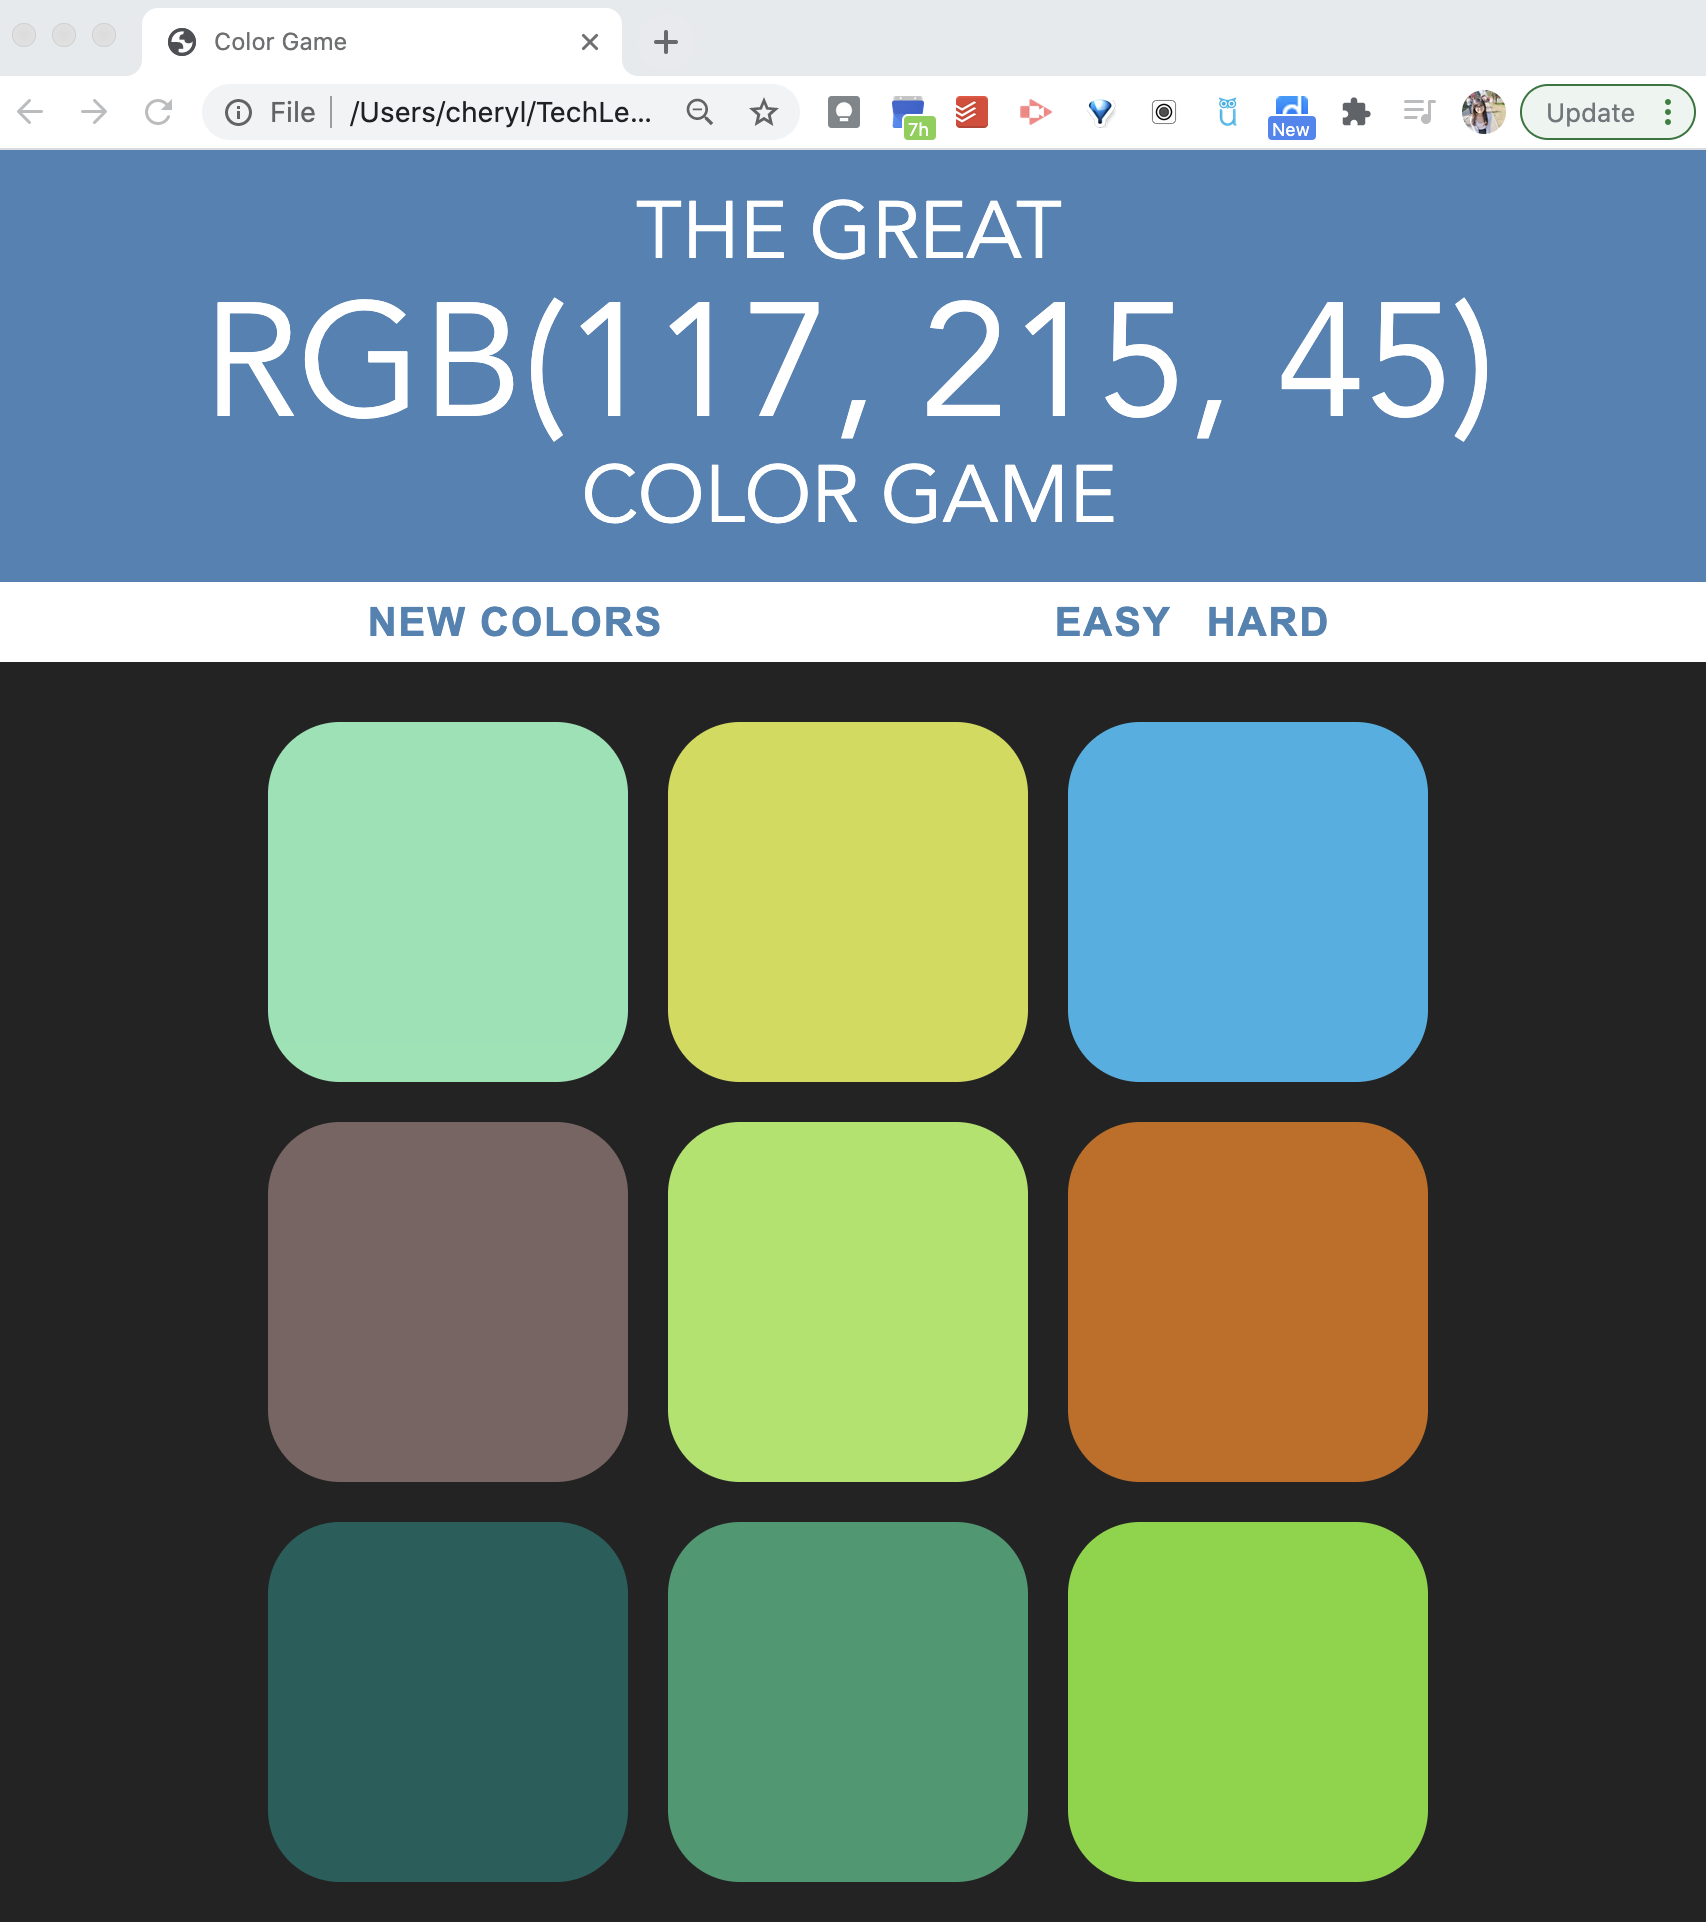 Color Game
File /Users/cheryl/TechLe... 7h New Update
THE GREAT
RGB(117, 215, 45)
COLOR GAME
NEW COLORS EASY HARD